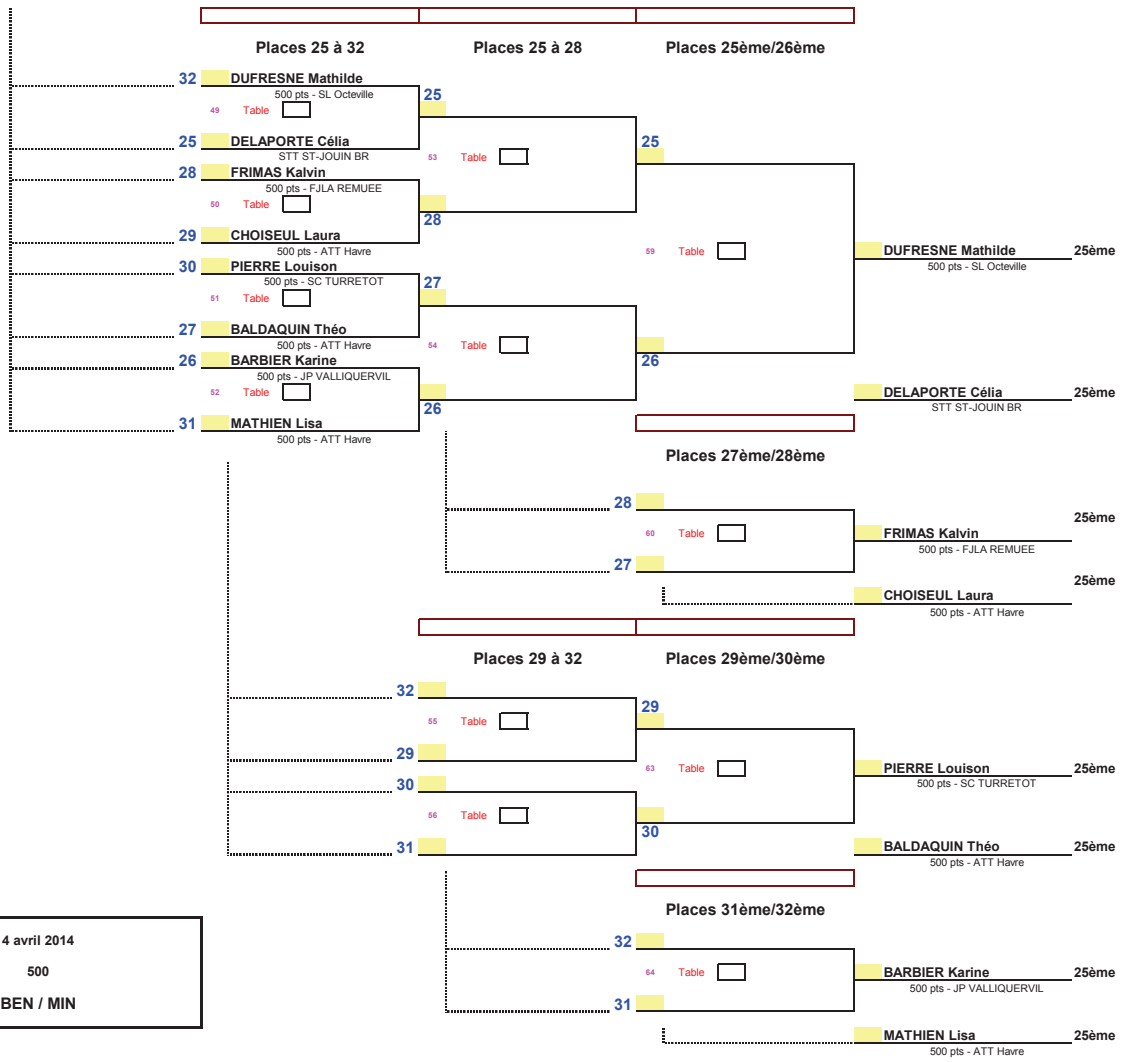 Places 25 à 32
Places 25 à 28
Places 25ème/26ème
32 DUFRESNE Mathilde
500 pts - SL Octeville
25
49 Table
25 DELAPORTE Célia
STT ST-JOUIN BR
53 Table
25
28 FRIMAS Kalvin
500 pts - FJLA REMUEE
50 Table
28
29 CHOISEUL Laura
500 pts - ATT Havre
59 Table
DUFRESNE Mathilde 25ème
500 pts - SL Octeville
30 PIERRE Louison
500 pts - SC TURRETOT
27
51 Table
27 BALDAQUIN Théo
500 pts - ATT Havre
54 Table
26
26 BARBIER Karine
500 pts - JP VALLIQUERVIL
52 Table
26
DELAPORTE Célia 25ème
STT ST-JOUIN BR
31 MATHIEN Lisa
500 pts - ATT Havre
Places 27ème/28ème
28
25ème
60 Table
FRIMAS Kalvin
500 pts - FJLA REMUEE
27
25ème
CHOISEUL Laura
500 pts - ATT Havre
Places 29 à 32
Places 29ème/30ème
32
29
55 Table
29
63 Table
PIERRE Louison 25ème
500 pts - SC TURRETOT
30
56 Table
30
31
BALDAQUIN Théo 25ème
500 pts - ATT Havre
Places 31ème/32ème
4 avril 2014
500
BEN / MIN
32
64 Table
BARBIER Karine 25ème
500 pts - JP VALLIQUERVIL
31
MATHIEN Lisa 25ème
500 pts - ATT Havre